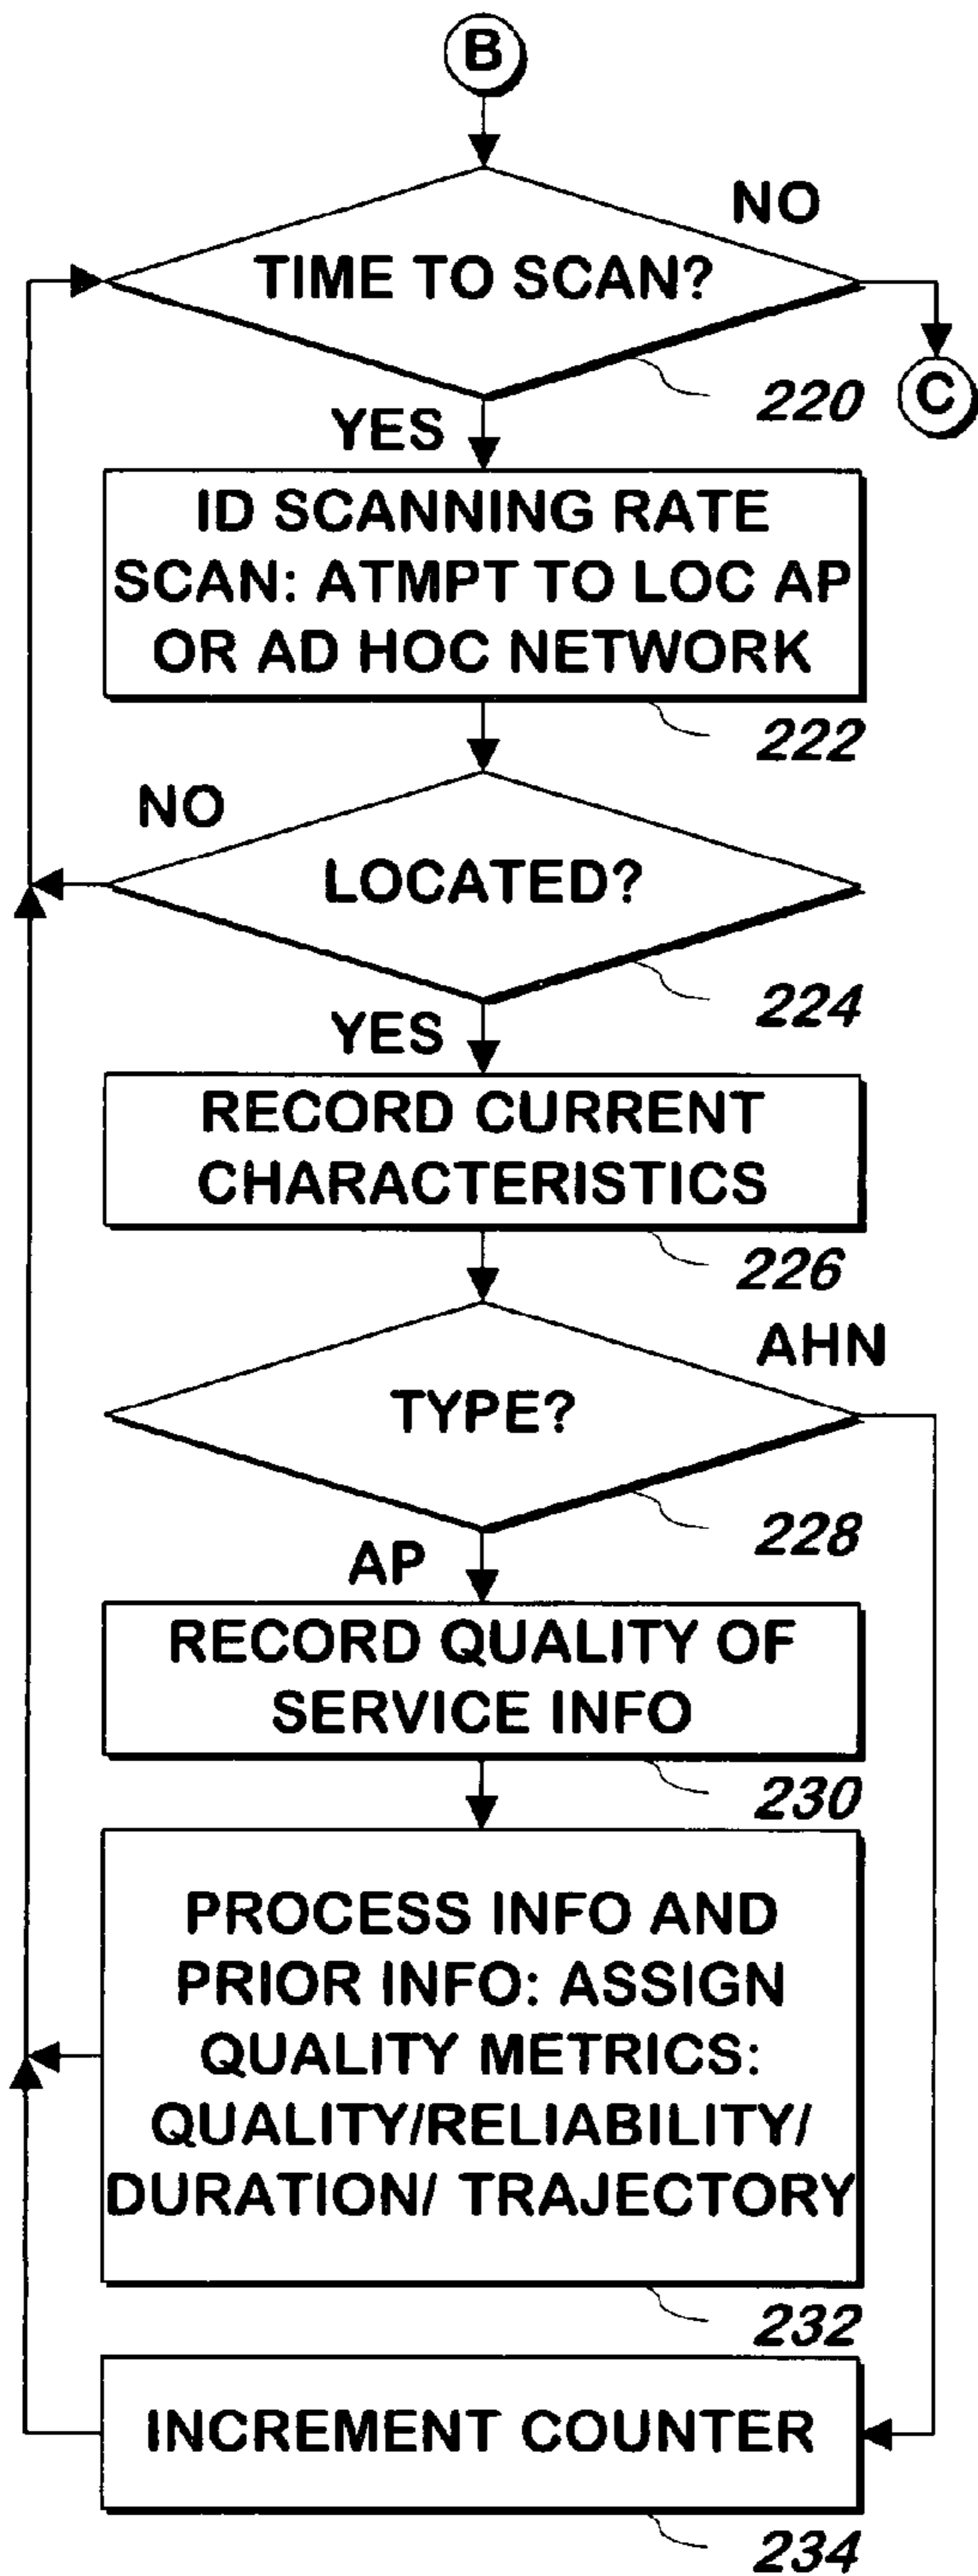 B
NO
TIME TO SCAN?
220
C
YES
ID SCANNING RATE
SCAN: ATMPT TO LOC AP
OR AD HOC NETWORK
222
NO
LOCATED?
224
YES
RECORD CURRENT
CHARACTERISTICS
226
AHN
TYPE?
228
AP
RECORD QUALITY OF
SERVICE INFO
230
PROCESS INFO AND
PRIOR INFO: ASSIGN
QUALITY METRICS:
QUALITY/RELIABILITY/
DURATION/ TRAJECTORY
232
INCREMENT COUNTER
234